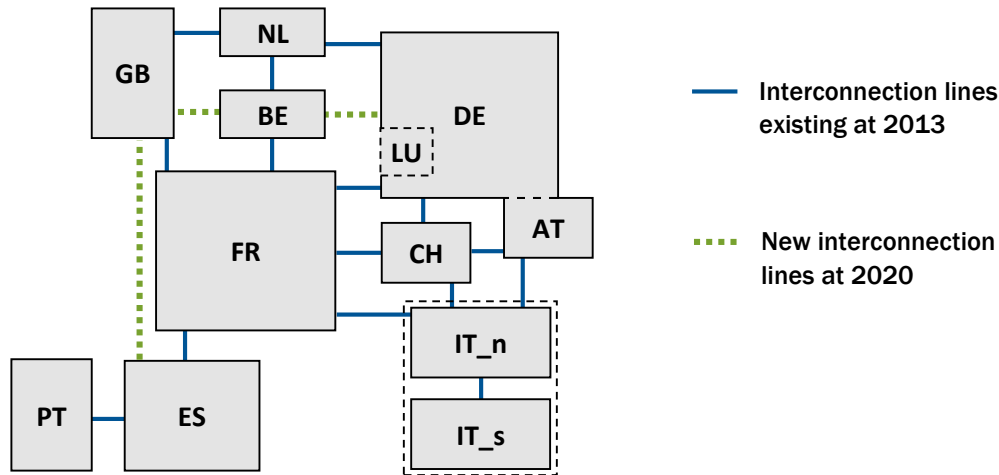 NL
GB
BE
DE
LU
FR
CH
AT
IT_n
PT
ES
IT_s
Interconnection lines
existing at 2013
New interconnection
lines at 2020